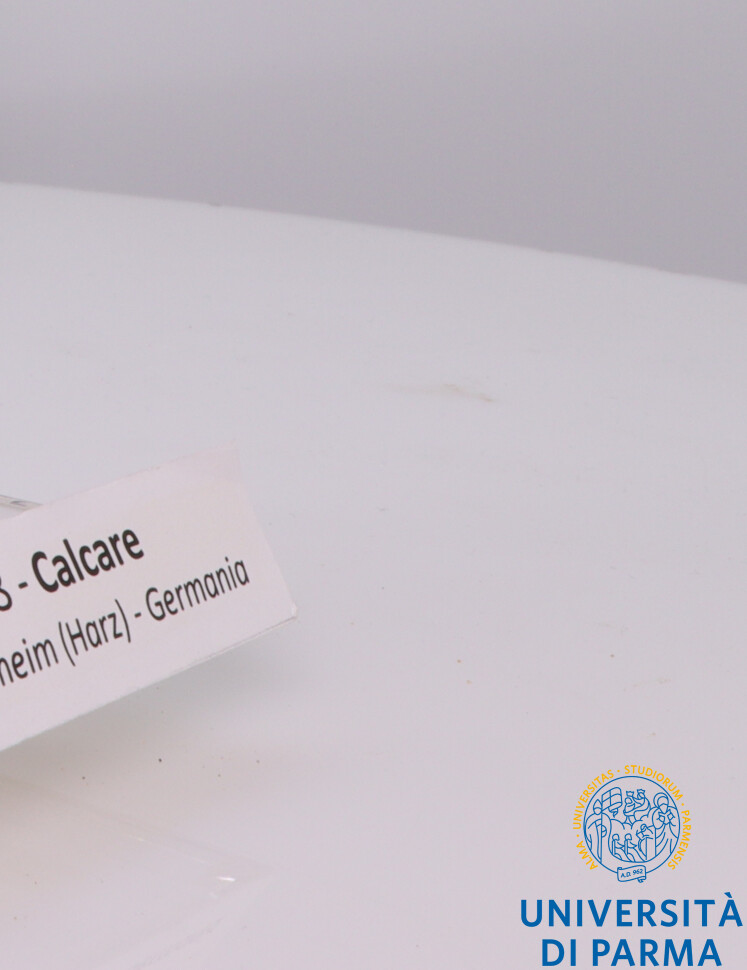 - Calcare
(Harz) - Germania
ALMA · UNIVERSITAS · STUDIORUM · PARMENSIS
A.D. 962
UNIVERSITÀ
DI PARMA